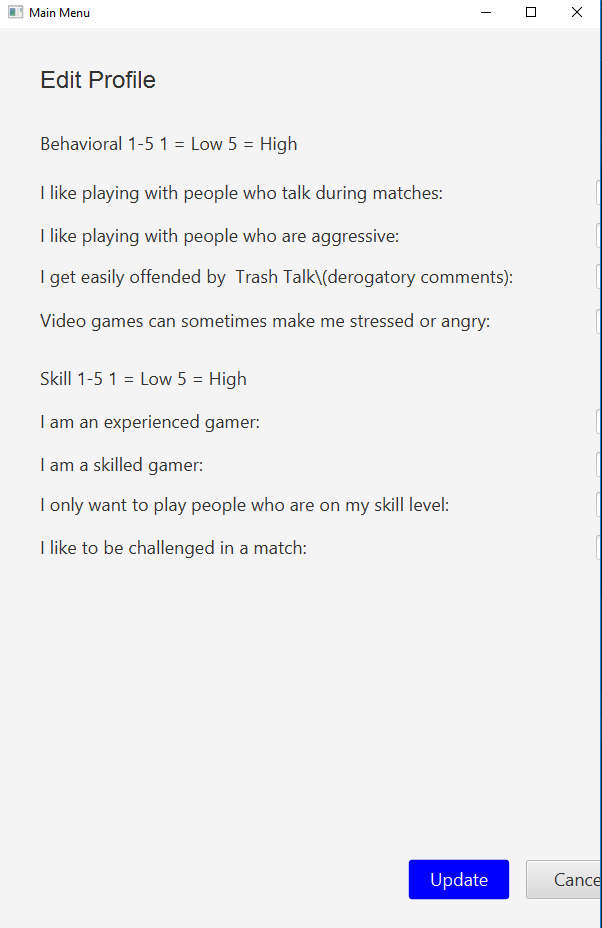 Main Menu
Edit Profile
Behavioral 1-5 1 = Low 5 = High
I like playing with people who talk during matches:
I like playing with people who are aggressive:
I get easily offended by  Trash Talk\(derogatory comments):
Video games can sometimes make me stressed or angry:
Skill 1-5 1 = Low 5 = High
I am an experienced gamer:
I am a skilled gamer:
I only want to play people who are on my skill level:
I like to be challenged in a match:
Update Cance